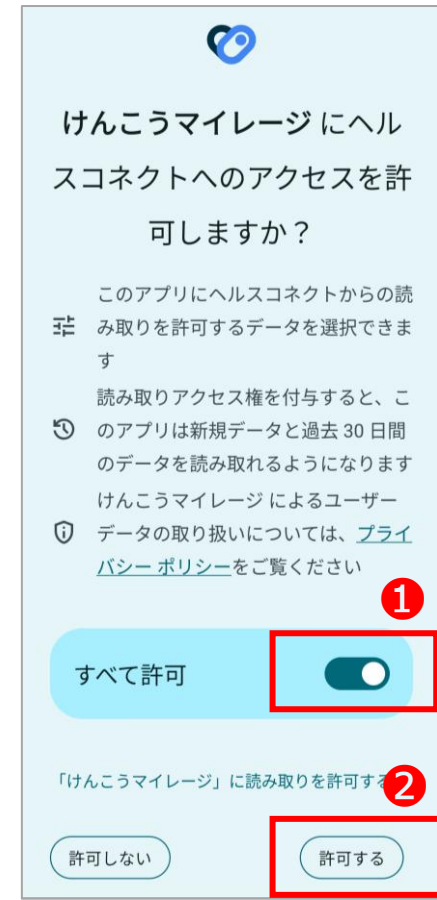 けんこうマイレージ にヘル
スコネクトへのアクセスを許
可しますか？
このアプリにヘルスコネクトからの読
み取りを許可するデータを選択できま
す
読み取りアクセス権を付与すると、こ
のアプリは新規データと過去 30 日間
のデータを読み取れるようになります
けんこうマイレージ によるユーザー
データの取り扱いについては、プライ
バシー ポリシーをご覧ください
1
すべて許可
2
「けんこうマイレージ」に読み取りを許可する
許可しない
許可する